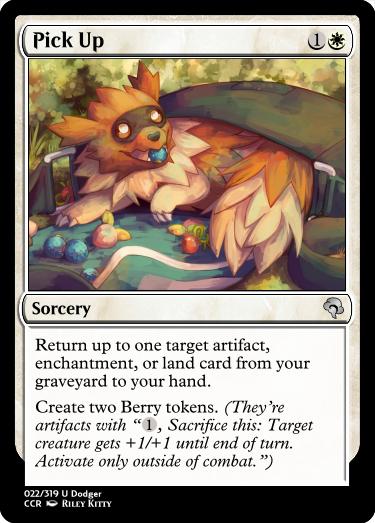 Pick Up 1
Sorcery
Return up to one target artifact,
enchantment, or land card from your
graveyard to your hand.
Create two Berry tokens. (They're
artifacts with “1, Sacrifice this: Target
creature gets +1/+1 until end of turn.
Activate only outside of combat.”)
022/319 U Dodger
CCR Riley Kitty